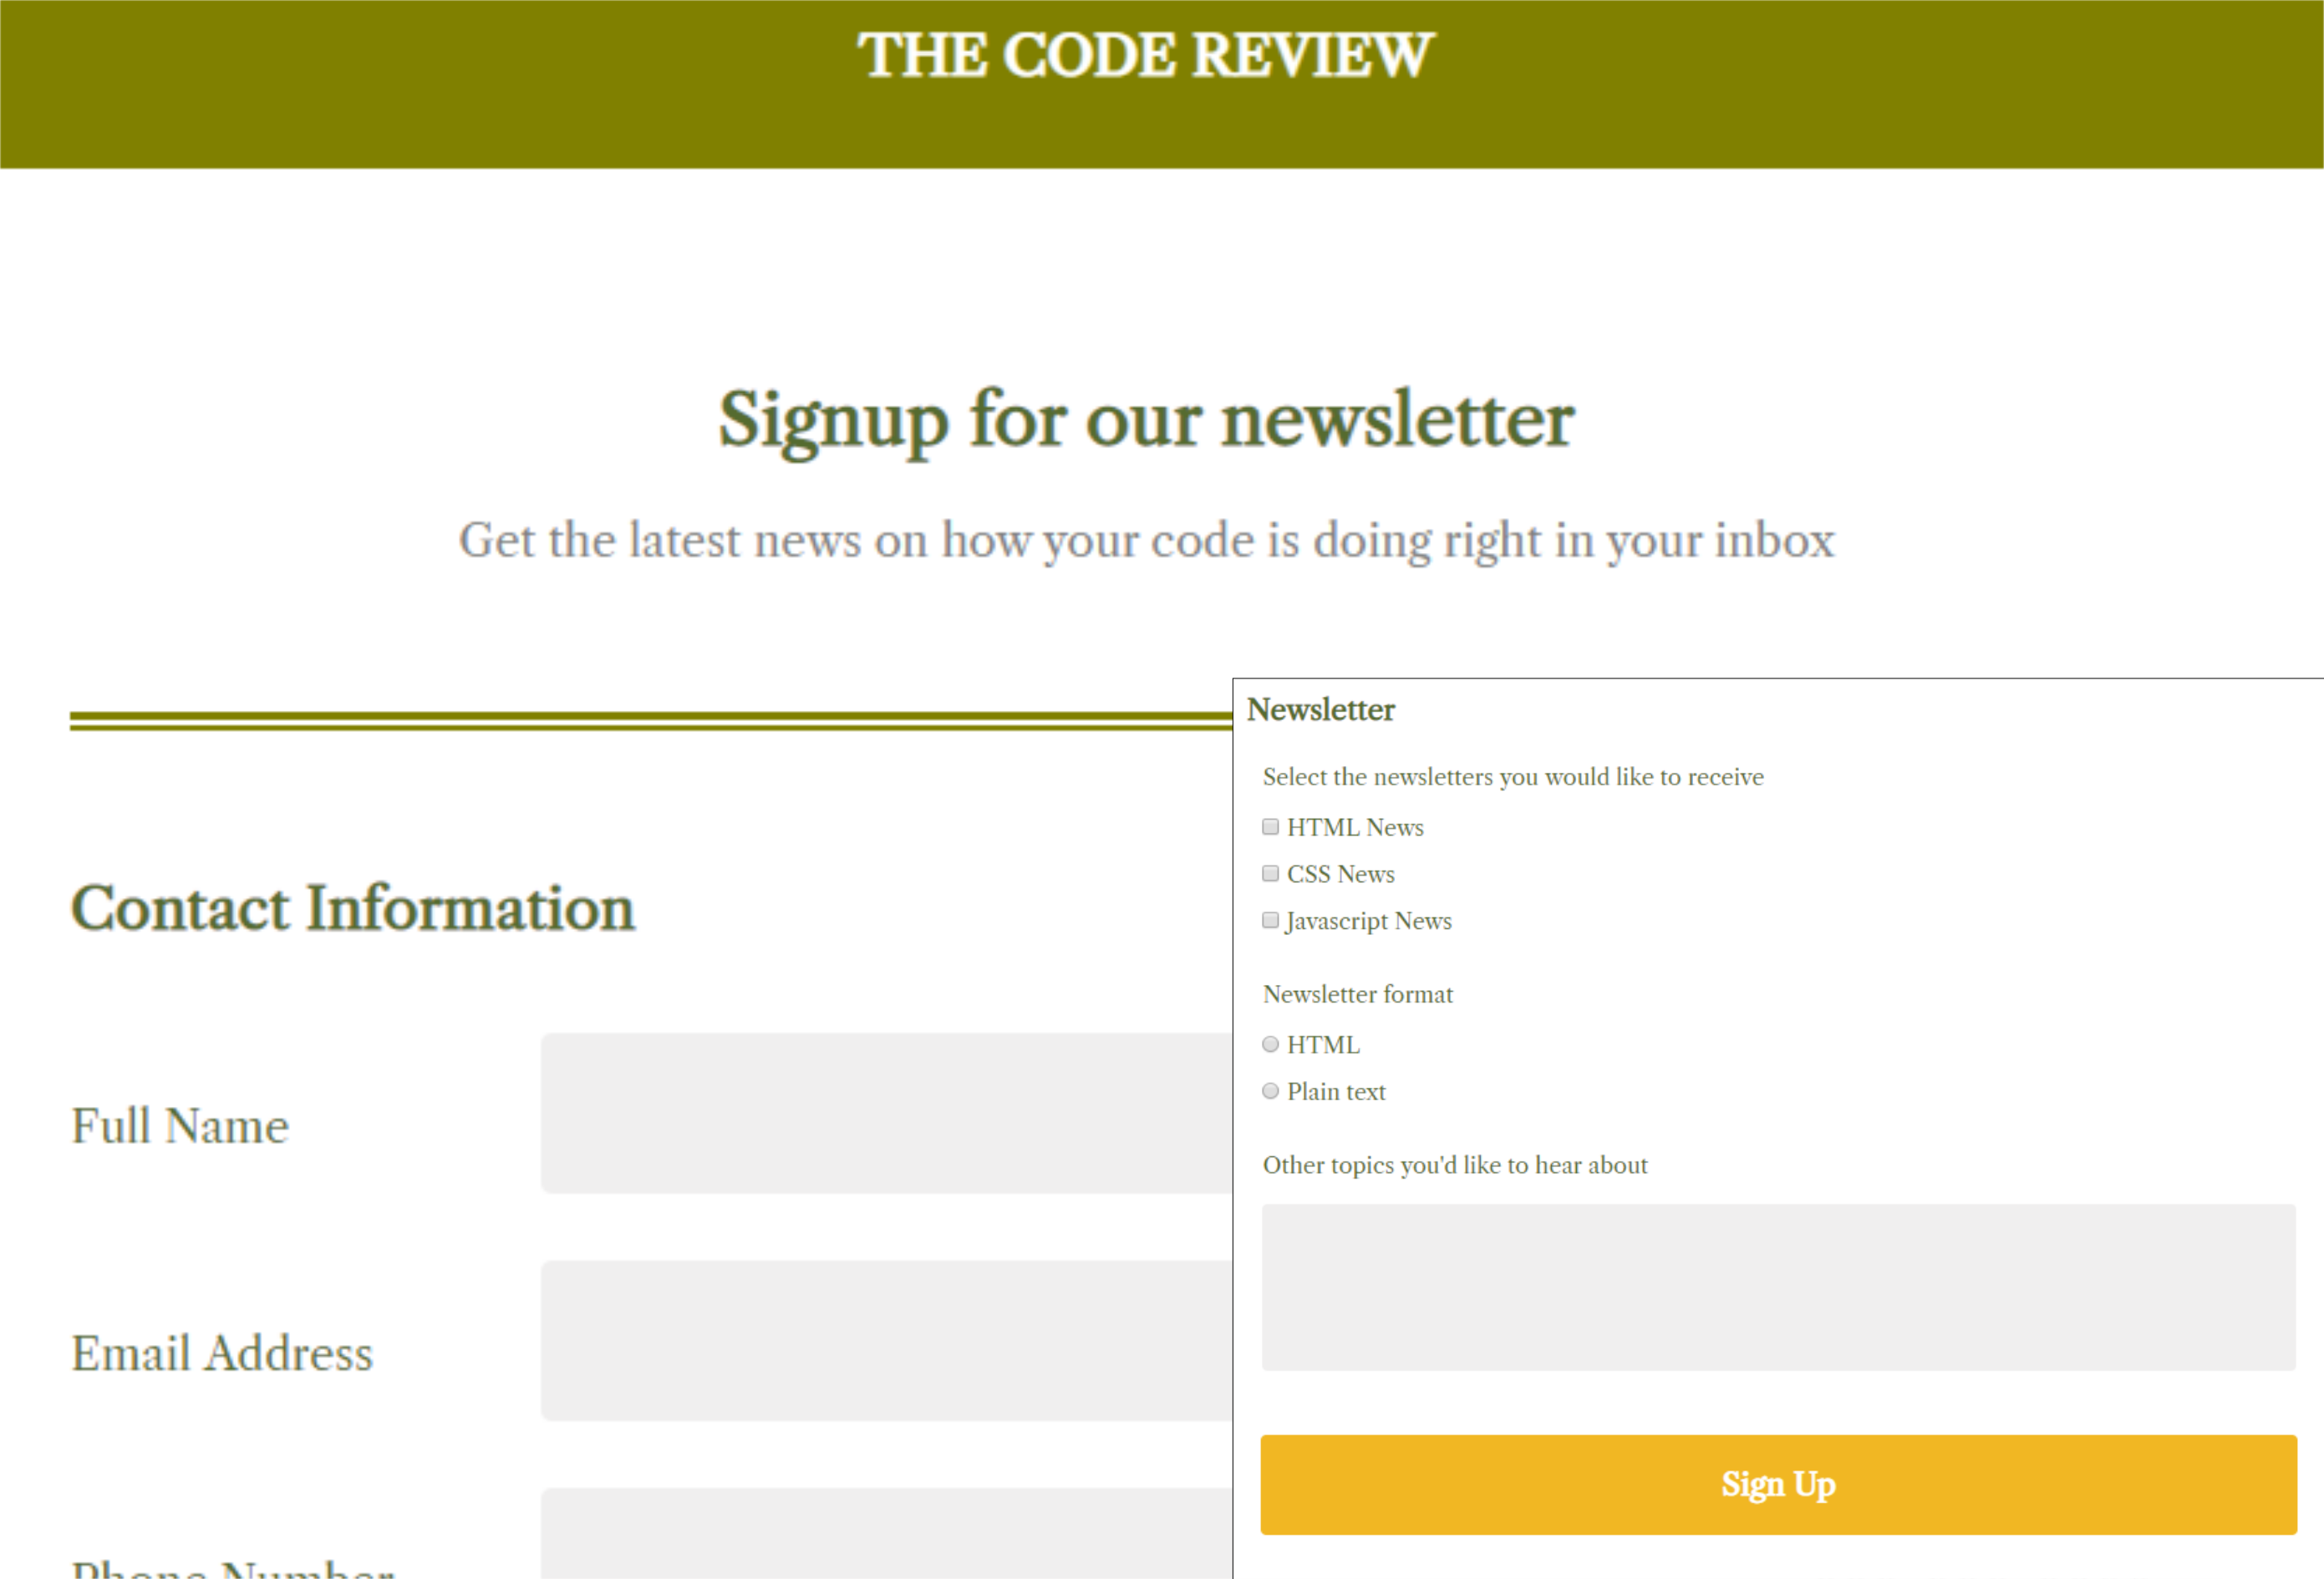 THE CODE REVIEW
Signup for our newsletter
Get the latest news on how your code is doing right in your inbox
Contact Information
Full Name
Email Address
Phone Number
Newsletter
Select the newsletters you would like to receive
HTML News
CSS News
Javascript News
Newsletter format
HTML
Plain text
Other topics you'd like to hear about
Sign Up